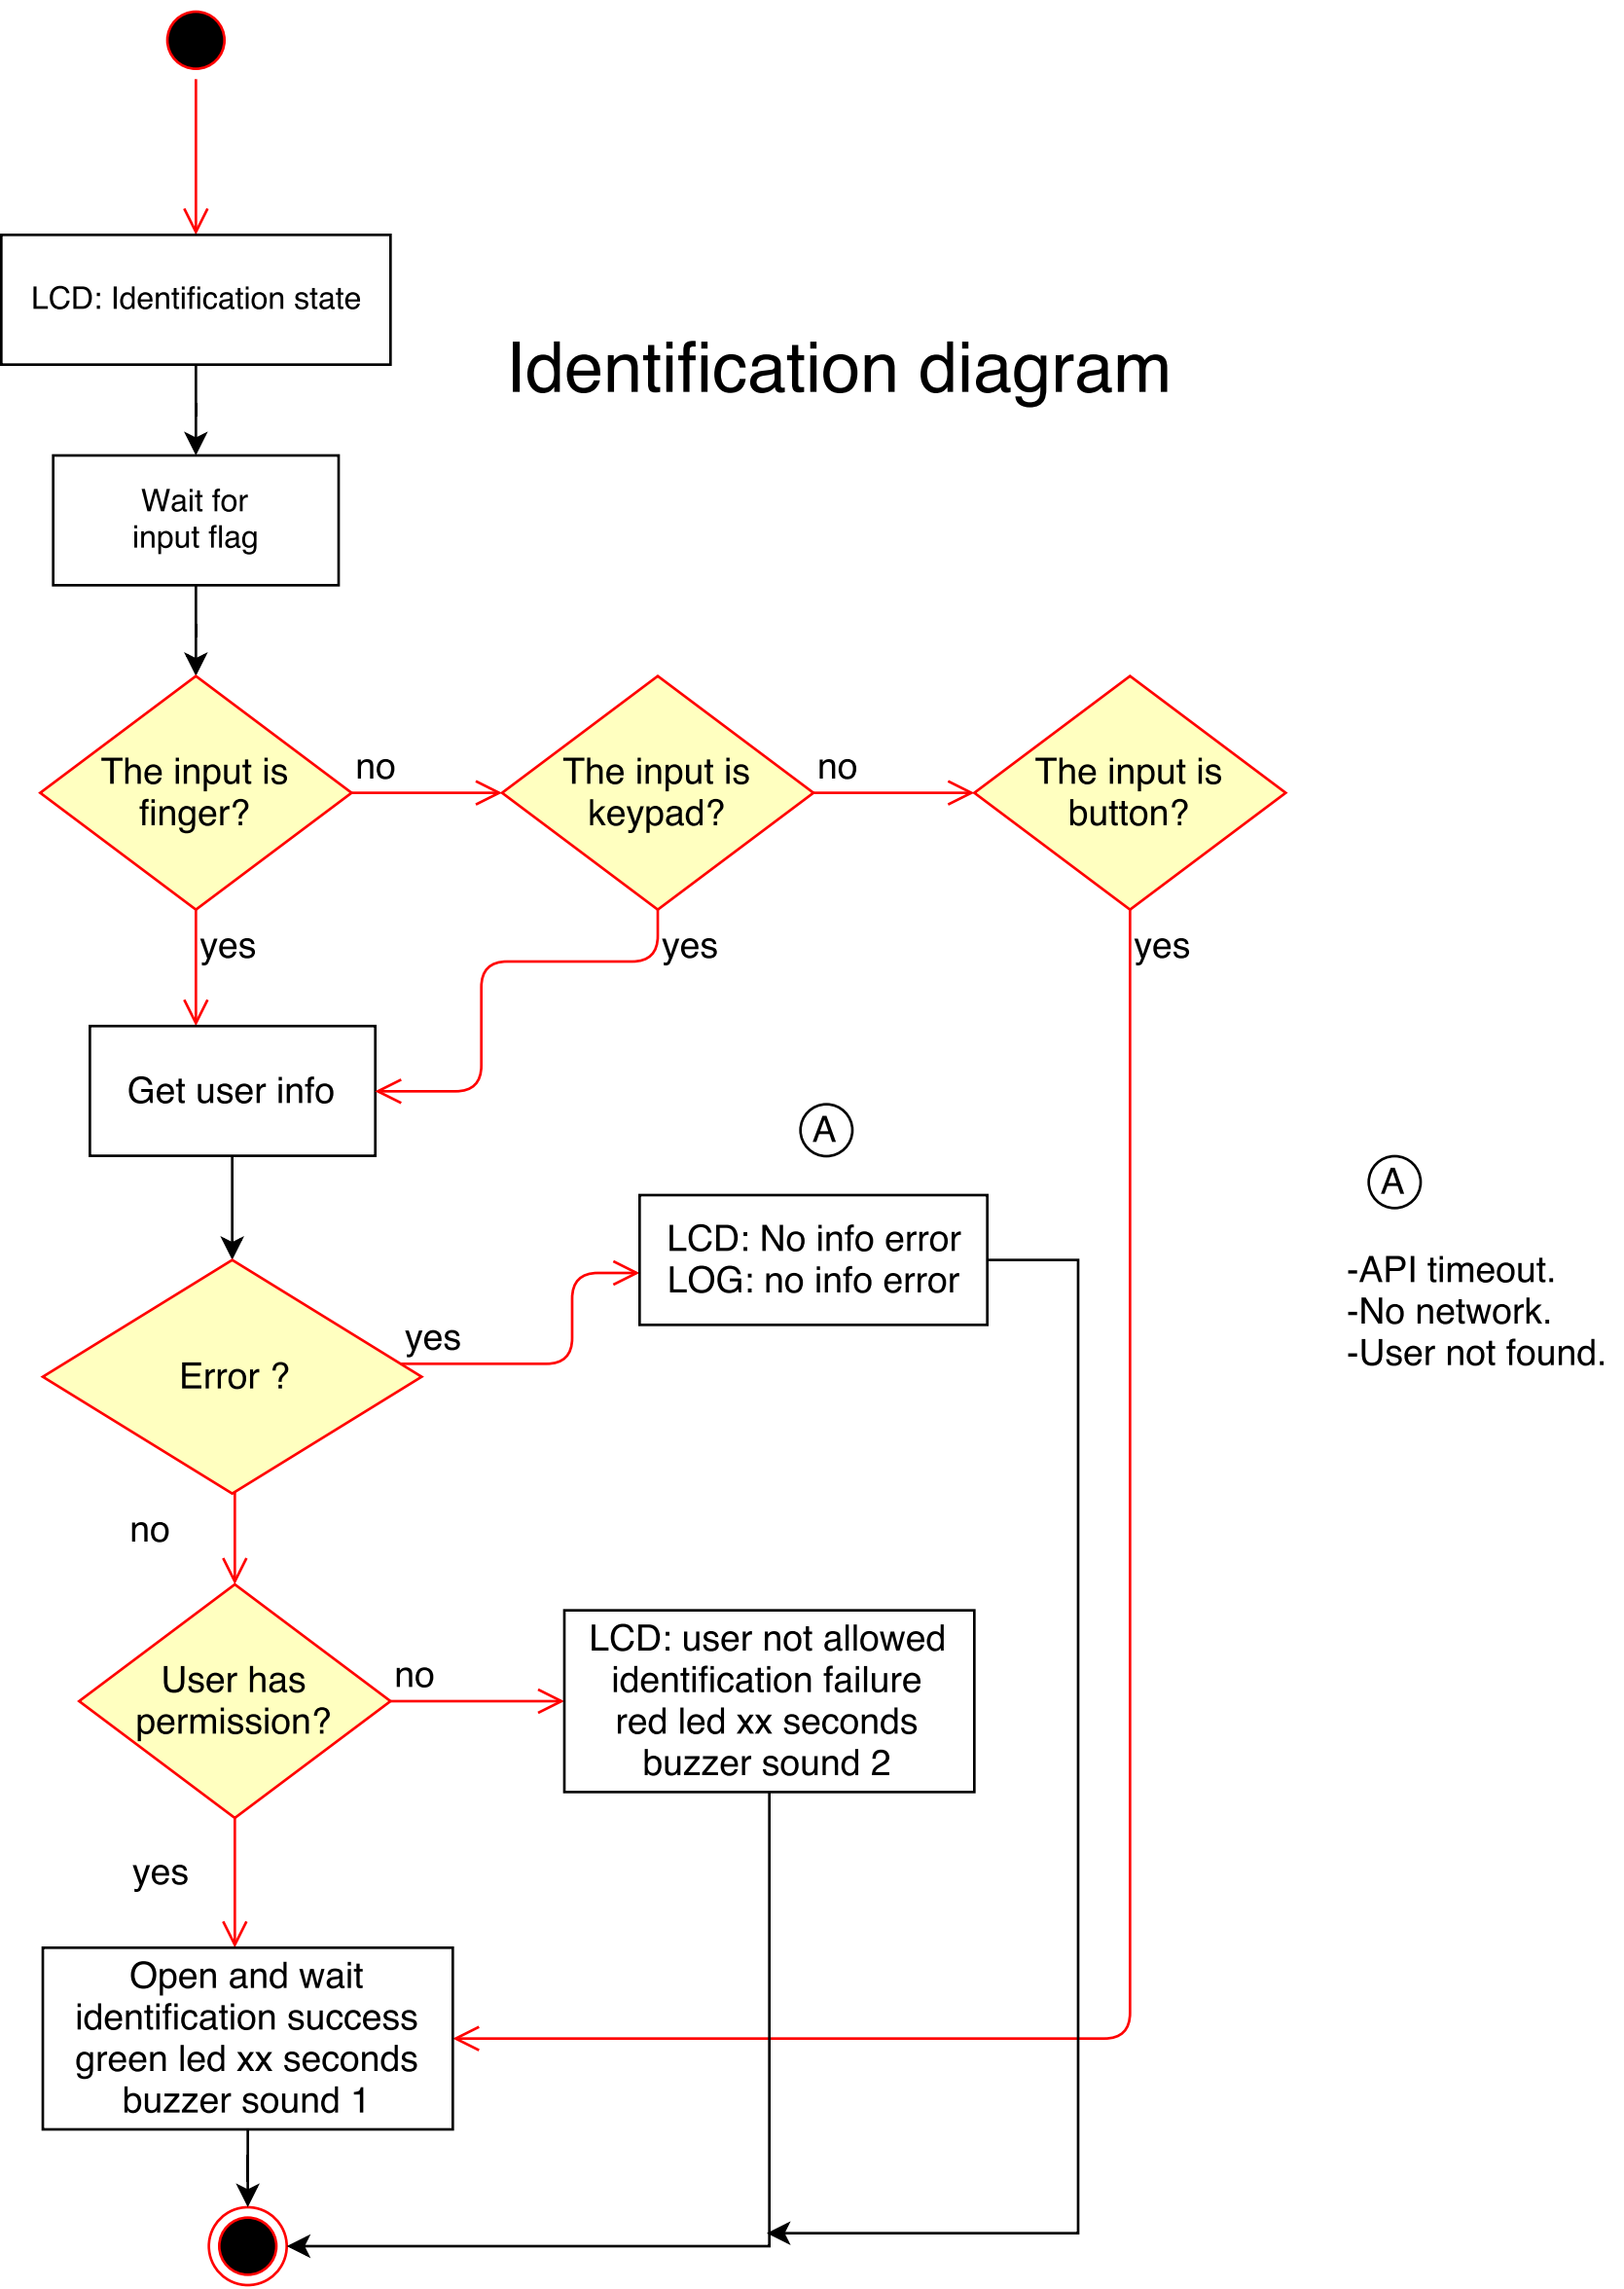 LCD: Identification state
Identification diagram
Wait for
input flag
The input is
finger?
no
The input is
keypad?
no
The input is
button?
yes
yes
yes
Get user info
A
LCD: No info error
LOG: no info error
A
-API timeout.
-No network.
-User not found.
Error ?
yes
no
User has
permission?
no
LCD: user not allowed
identification failure
red led xx seconds
buzzer sound 2
yes
Open and wait
identification success
green led xx seconds
buzzer sound 1